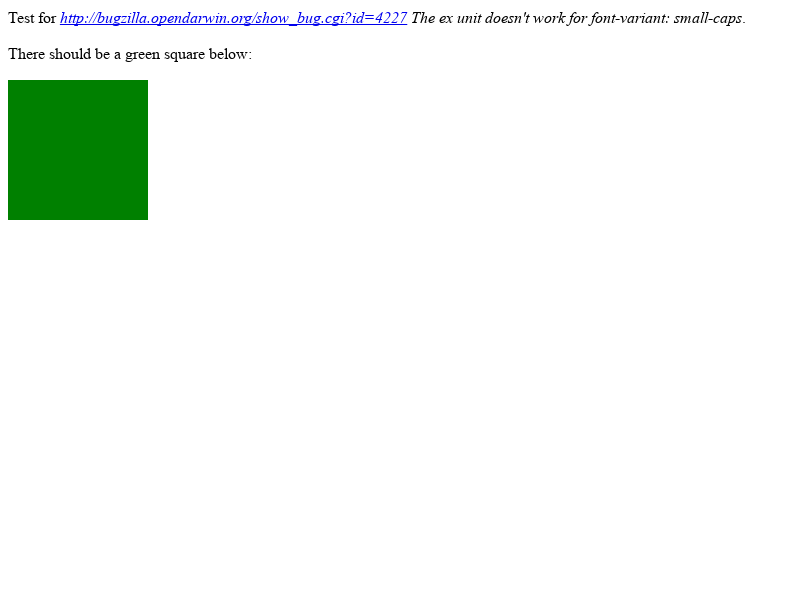 Test for http://bugzilla.opendarwin.org/show_bug.cgi?id=4227 The ex unit doesn't work for font-variant: small-caps.
There should be a green square below: